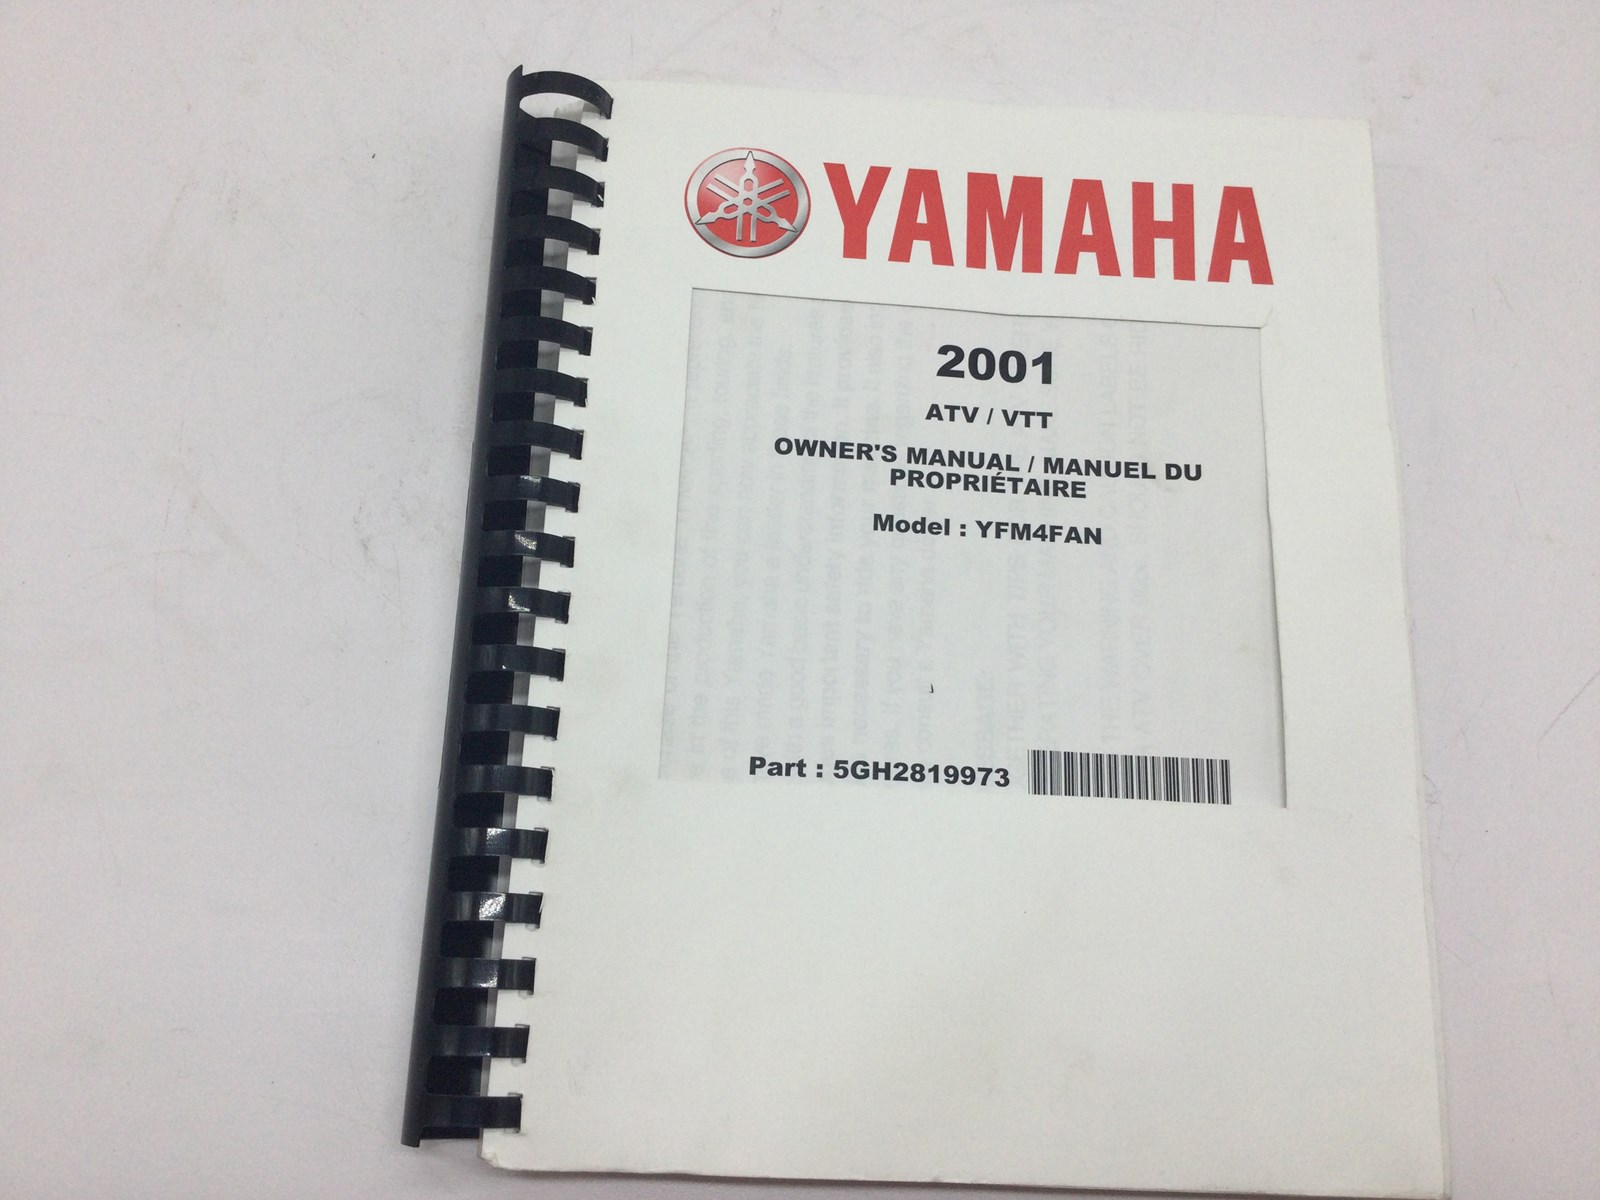 YAMAHA
2001
ATV / VTT
OWNER'S MANUAL / MANUEL DU
PROPRIÉTAIRE
Model : YFM4FAN
Part : 5GH2819973